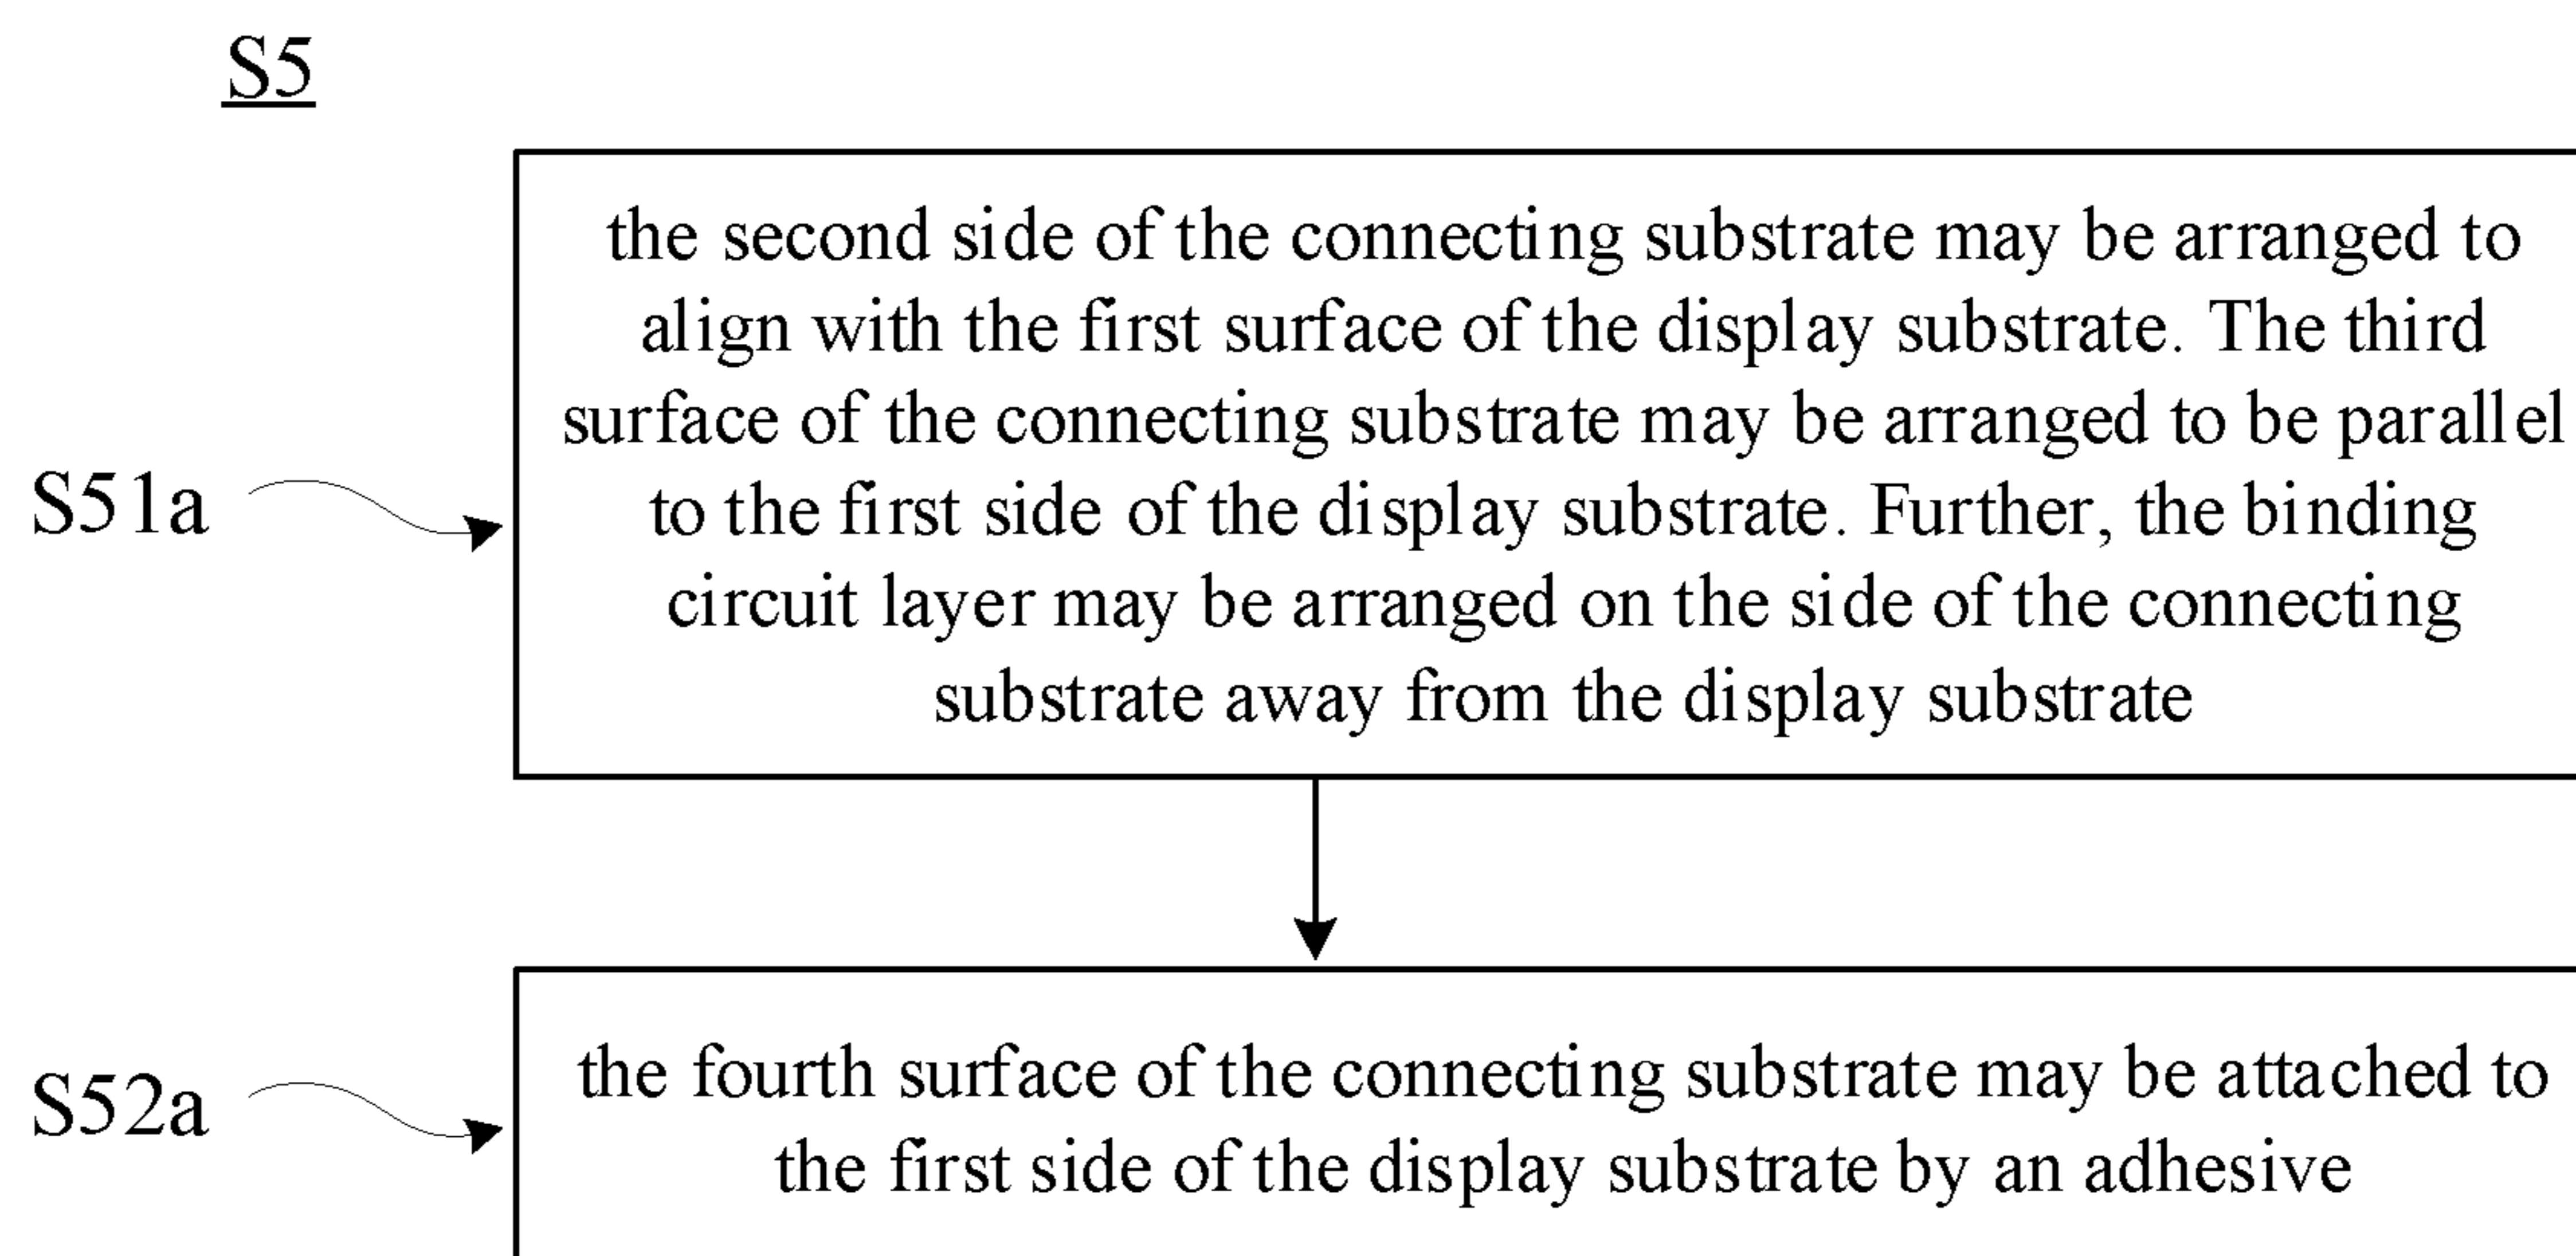 S5
the second side of the connecting substrate may be arranged to
align with the first surface of the display substrate. The third
surface of the connecting substrate may be arranged to be parallel
S51a
to the first side of the display substrate. Further, the binding
circuit layer may be arranged on the side of the connecting
substrate away from the display substrate
S52a
the fourth surface of the connecting substrate may be attached to
the first side of the display substrate by an adhesive